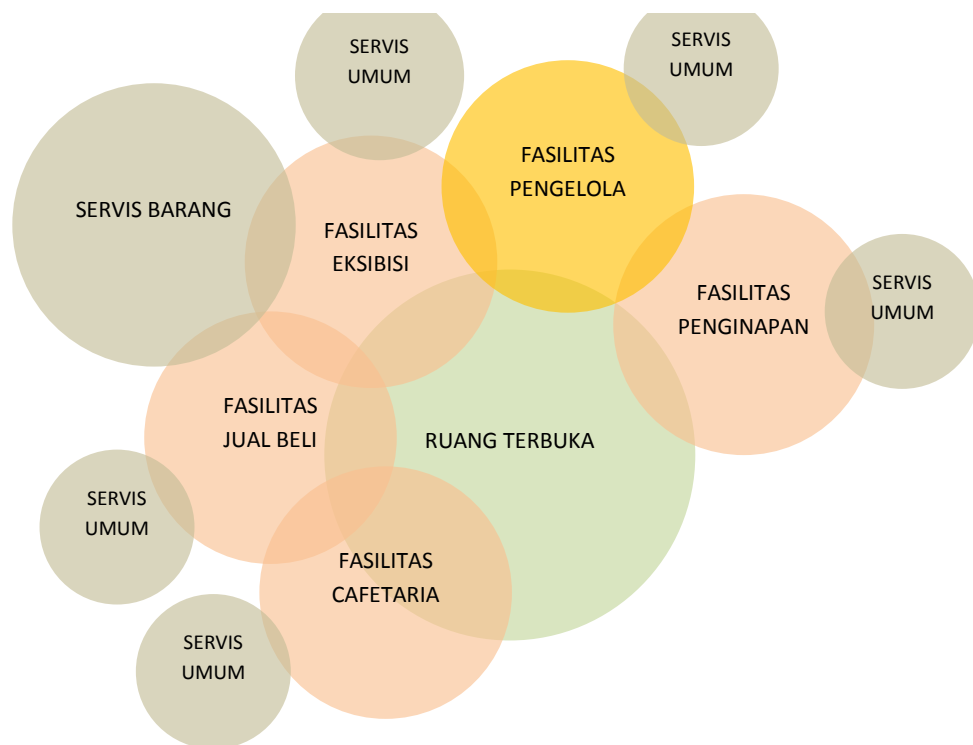 SERVIS
UMUM
SERVIS
UMUM
FASILITAS
PENGELOLA
SERVIS BARANG
FASILITAS
EKSIBISI
FASILITAS
PENGINAPAN
SERVIS
UMUM
FASILITAS
JUAL BELI
RUANG TERBUKA
SERVIS
UMUM
FASILITAS
CAFETARIA
SERVIS
UMUM